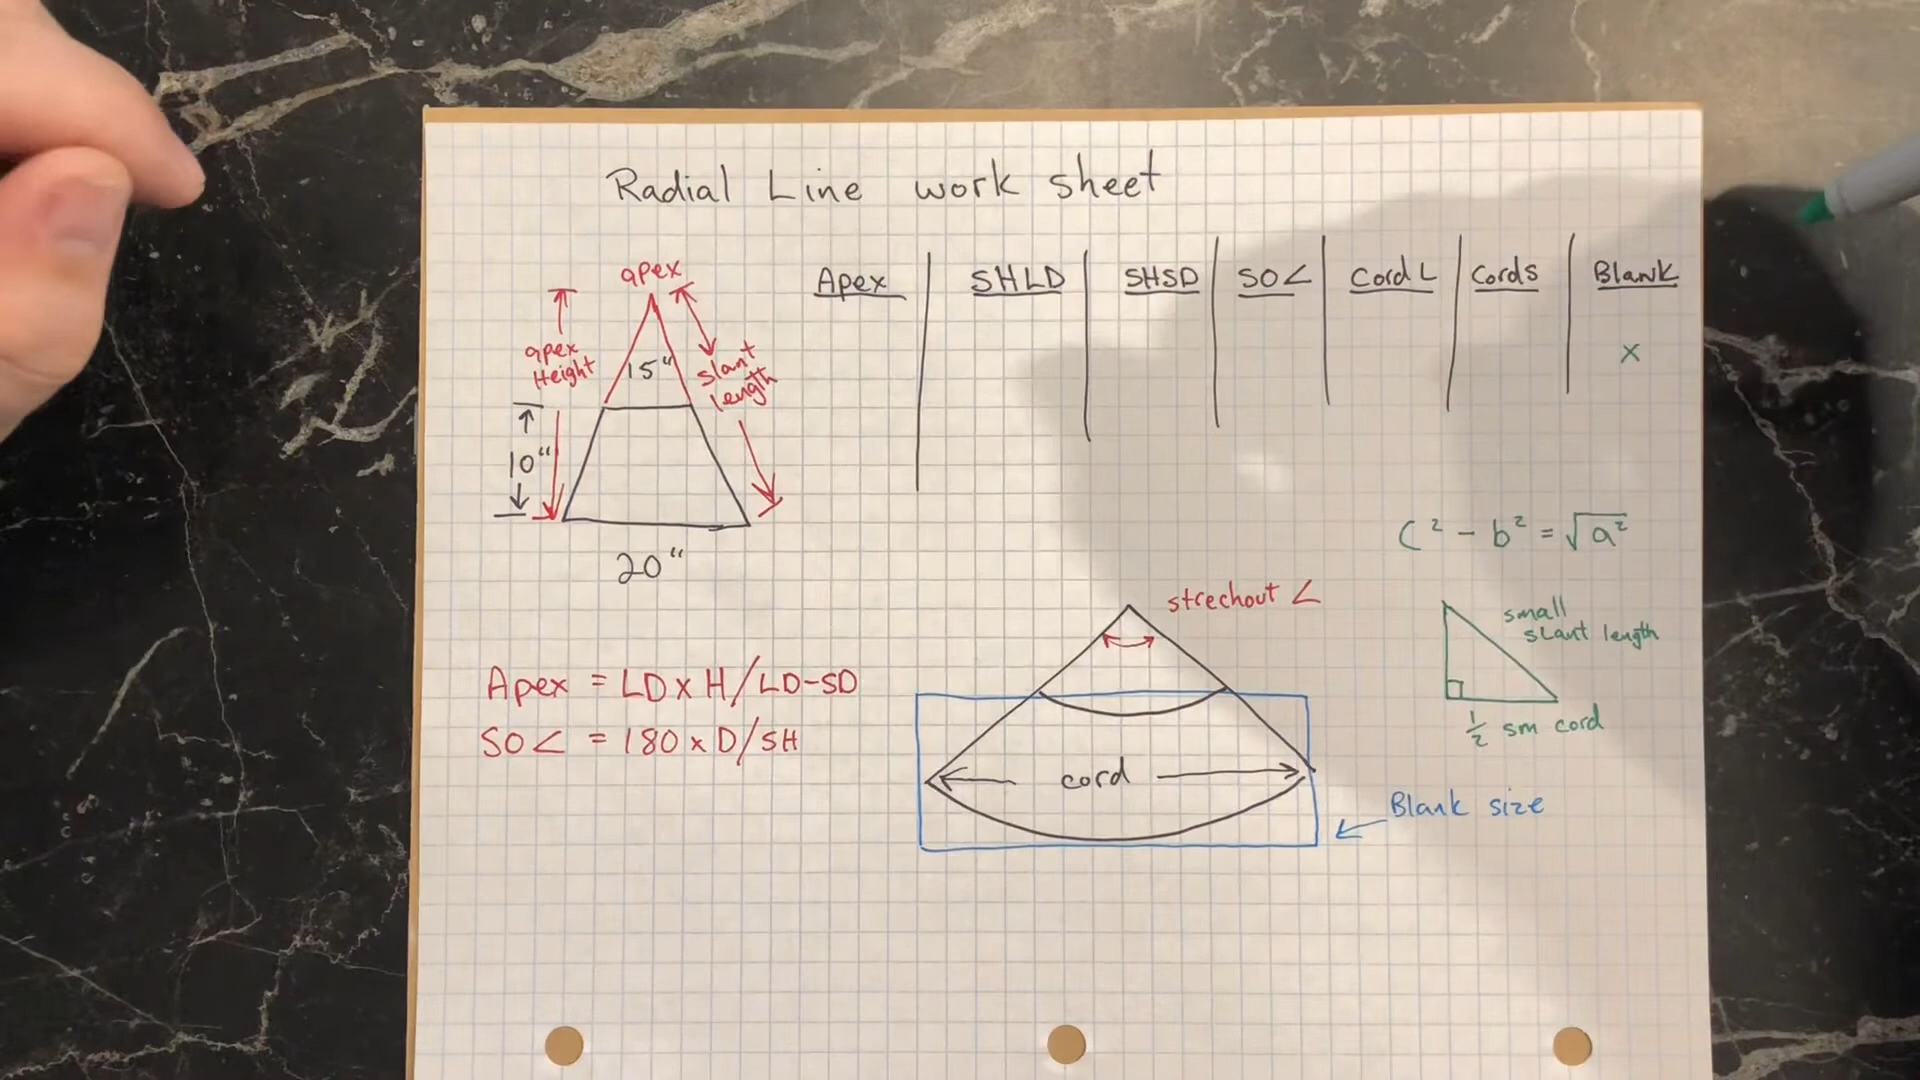 Radial Line work sheet
Apex SHLD SHSD SO∠ Cord L Cords Blank
x
apex
apex
Height
15"
slant
length
10"
20"
C² - b² = √a²
strechout ∠
small
slant length
½ sm cord
Apex = LD x H/LD-SD
SO∠ = 180 x D/SH
cord
Blank size